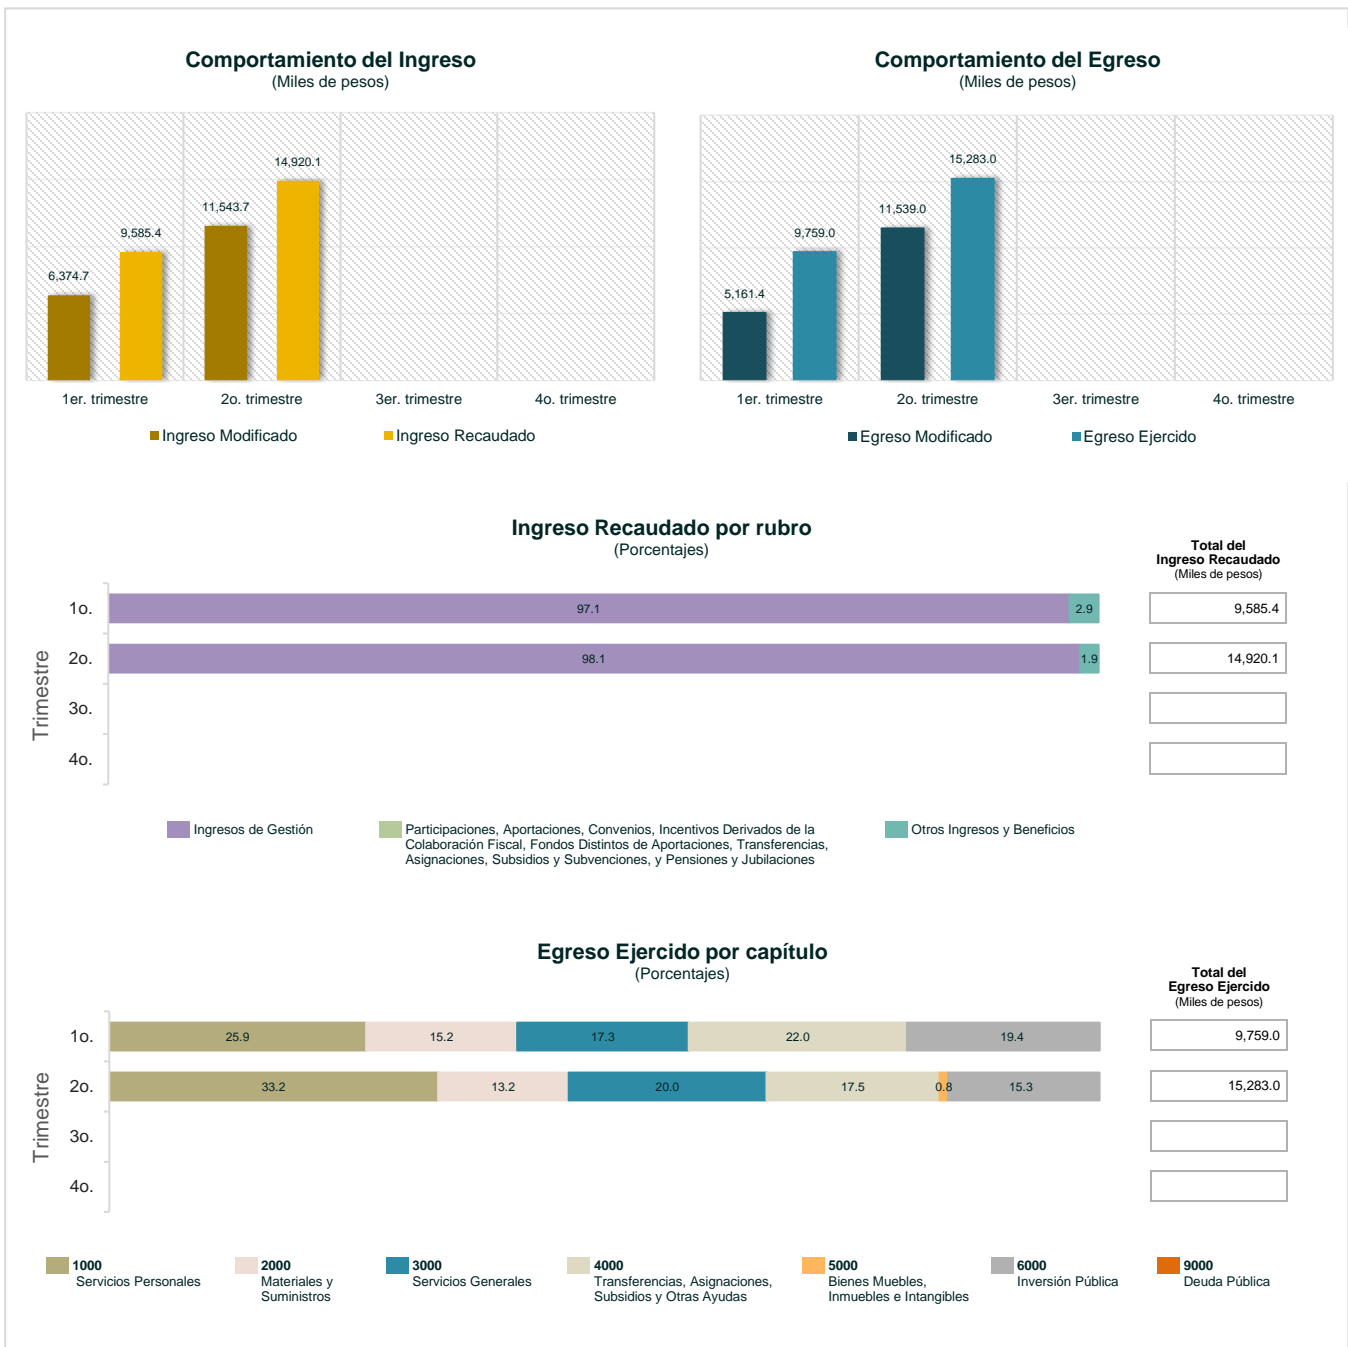 Comportamiento del Ingreso
(Miles de pesos)
14,920.1
11,543.7
9,585.4
6,374.7
1er. trimestre 2o. trimestre 3er. trimestre 4o. trimestre
Ingreso Modificado Ingreso Recaudado
Comportamiento del Egreso
(Miles de pesos)
15,283.0
11,539.0
9,759.0
5,161.4
1er. trimestre 2o. trimestre 3er. trimestre 4o. trimestre
Egreso Modificado Egreso Ejercido
Ingreso Recaudado por rubro
(Porcentajes)
Total del
Ingreso Recaudado
(Miles de pesos)
Trimestre
1o. 97.1 2.9 9,585.4
2o. 98.1 1.9 14,920.1
3o.
4o.
Ingresos de Gestión
Participaciones, Aportaciones, Convenios, Incentivos Derivados de la
Colaboración Fiscal, Fondos Distintos de Aportaciones, Transferencias,
Asignaciones, Subsidios y Subvenciones, y Pensiones y Jubilaciones
Otros Ingresos y Beneficios
Egreso Ejercido por capítulo
(Porcentajes)
Total del
Egreso Ejercido
(Miles de pesos)
Trimestre
1o. 25.9 15.2 17.3 22.0 19.4 9,759.0
2o. 33.2 13.2 20.0 17.5 0.8 15.3 15,283.0
3o.
4o.
1000
Servicios Personales
2000
Materiales y
Suministros
3000
Servicios Generales
4000
Transferencias, Asignaciones,
Subsidios y Otras Ayudas
5000
Bienes Muebles,
Inmuebles e Intangibles
6000
Inversión Pública
9000
Deuda Pública